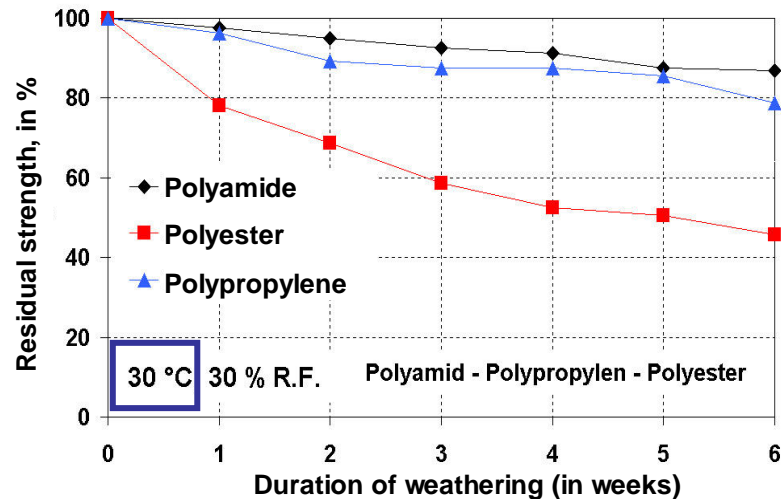 Residual strength, in %
100
80
60
40
20
0
Polyamide
Polyester
Polypropylene
30 °C 30 % R.F. Polyamid - Polypropylen - Polyester
0 1 2 3 4 5 6
Duration of weathering (in weeks)